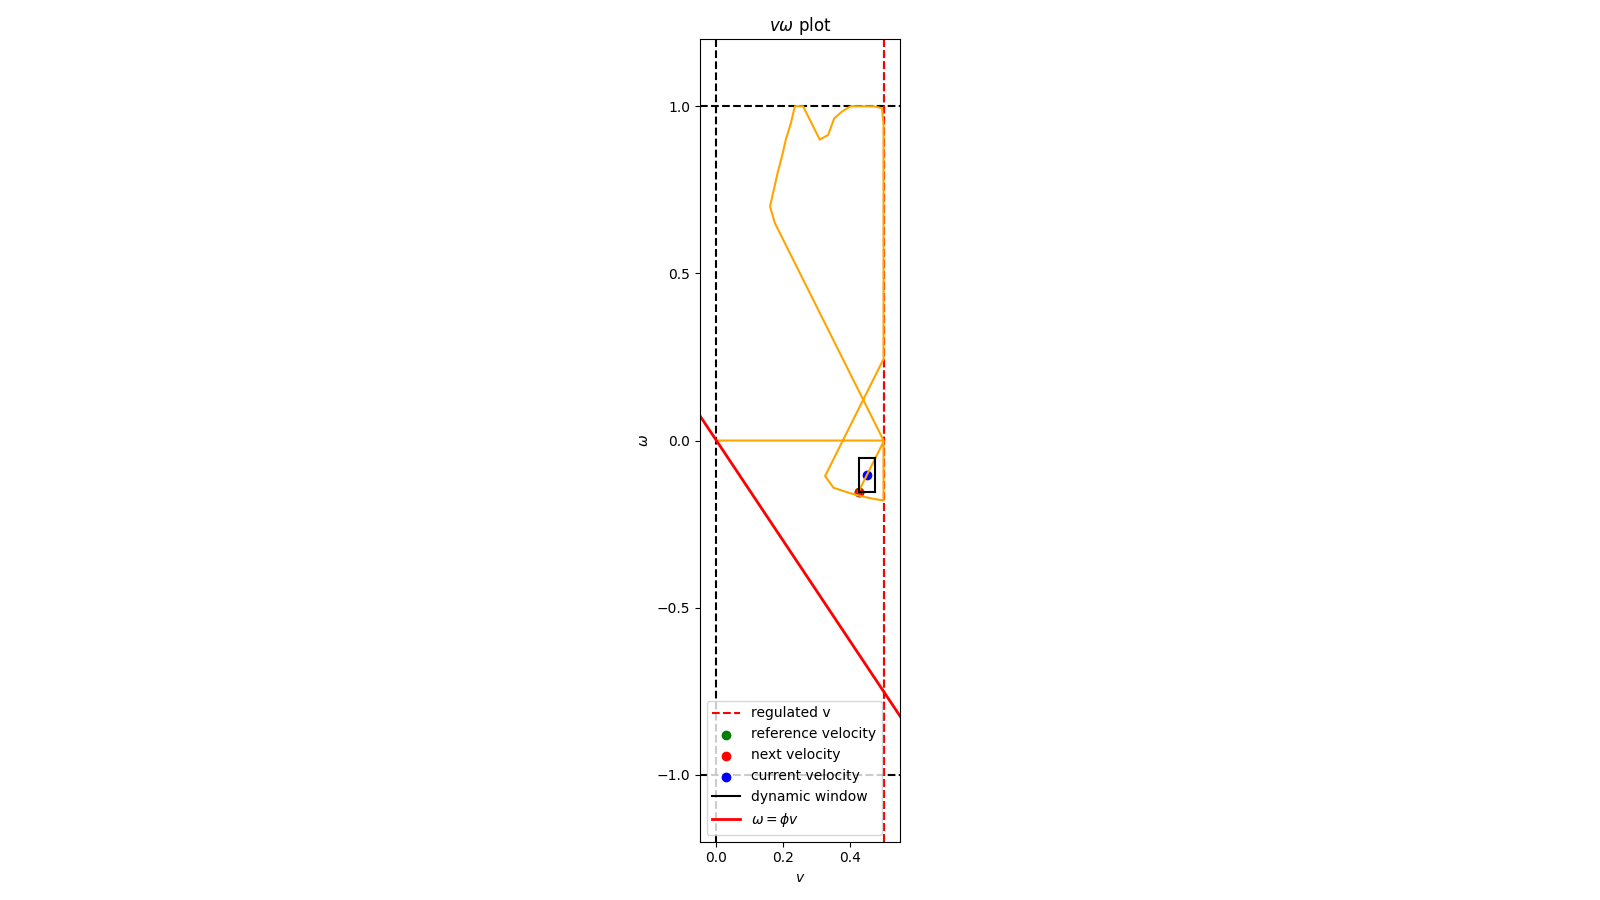 vω plot
1.0
0.5
0.0
−0.5
−1.0
ω
regulated v
reference velocity
next velocity
current velocity
dynamic window
ω = ϕv
0.0 0.2 0.4
v